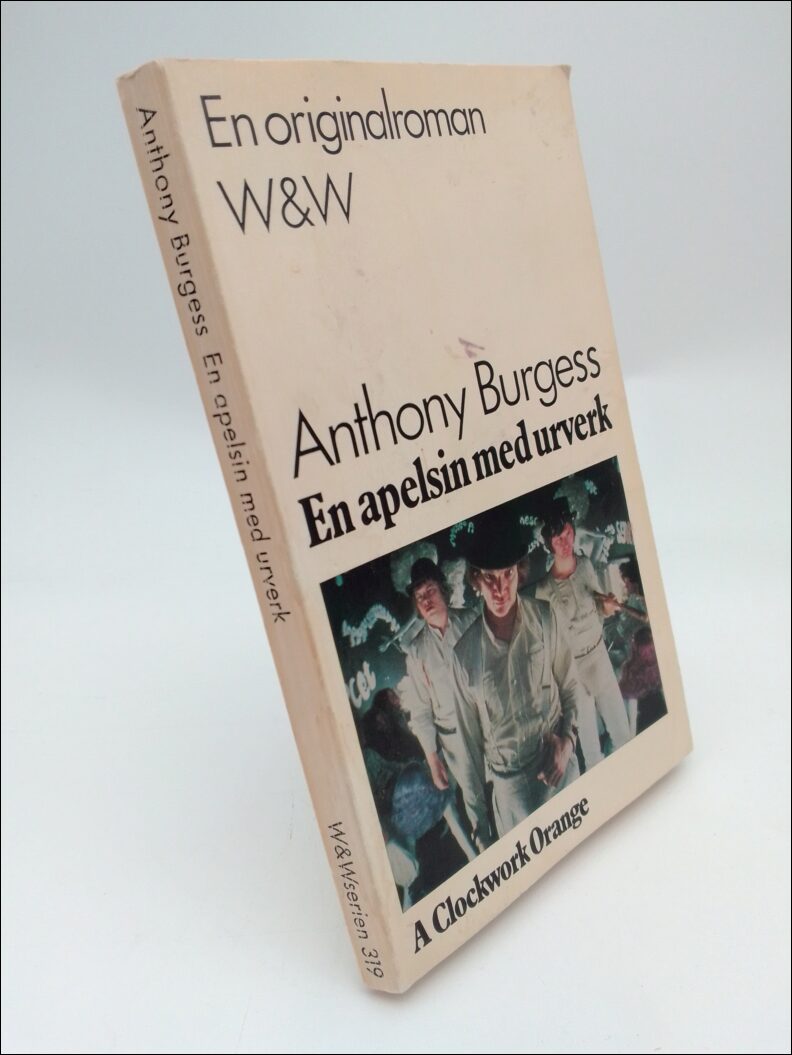 En originalroman
W&W
Anthony Burgess
En apelsin med urverk
A Clockwork Orange
Anthony Burgess En apelsin med urverk
W&Wserien 319